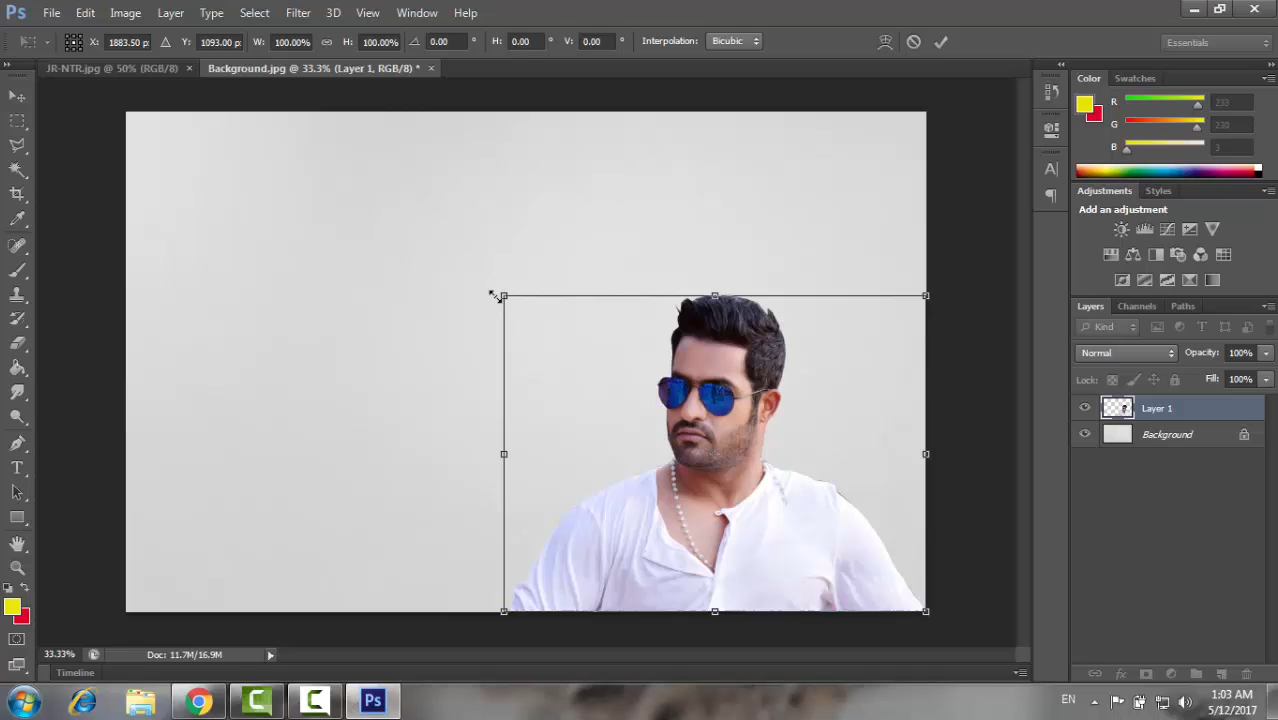 Ps File Edit Image Layer Type Select Filter 3D View Window Help
X: 1883.50 px Y: 1093.00 px W: 100.00% H: 100.00% 0.00 ° H: 0.00 ° V: 0.00 ° Interpolation: Bicubic Essentials
JR-NTR.jpg @ 50% (RGB/8) × Background.jpg @ 33.3% (Layer 1, RGB/8) * ×
Color Swatches
R 233
G 230
B 3
Adjustments Styles
Add an adjustment
Layers Channels Paths
Kind
Normal Opacity: 100%
Lock: Fill: 100%
Layer 1
Background
33.33% Doc: 11.7M/16.9M
Timeline
EN 1:03 AM
5/12/2017